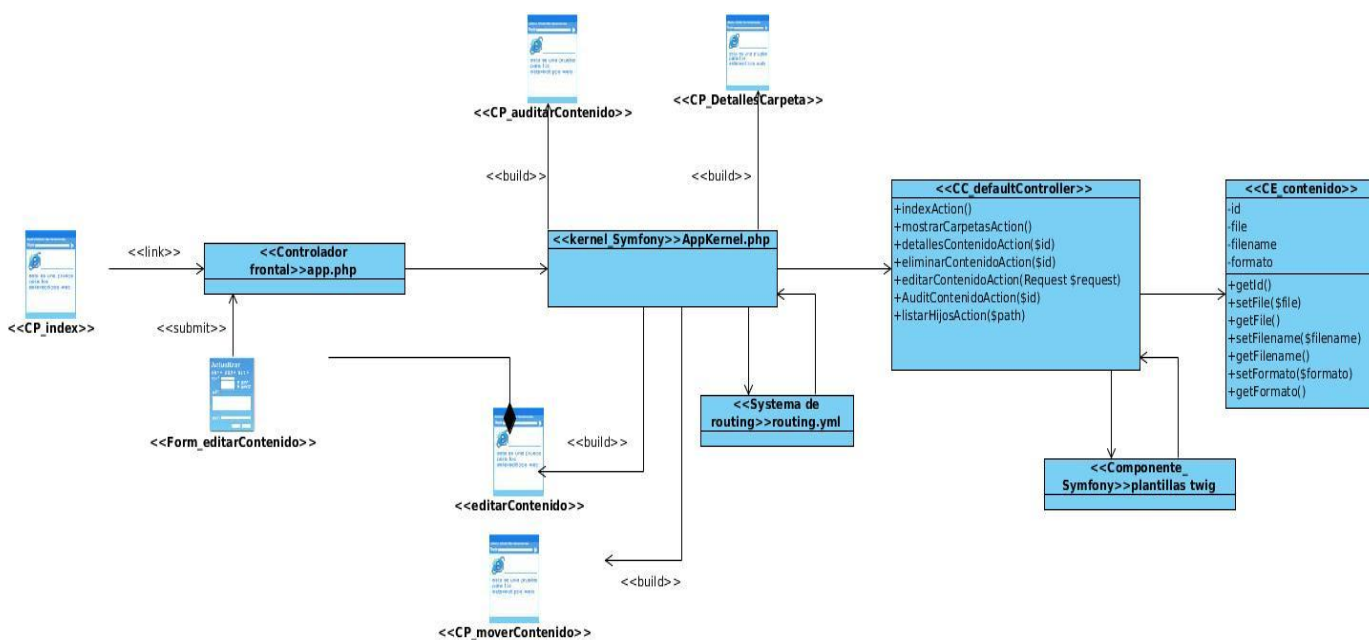 <<CP_auditarContenido>>
<<CP_DetallesCarpeta>>
<<build>>
<<build>>
<<CP_index>>
<<link>>
<<Controlador
frontal>>app.php
<<submit>>
Actualizar
<<Form_editarContenido>>
<<kernel_Symfony>>AppKernel.php
<<CC_defaultController>>
+indexAction()
+mostrarCarpetasAction()
+detallesContenidoAction($id)
+eliminarContenidoAction($id)
+editarContenidoAction(Request $request)
+AuditContenidoAction($id)
+listarHijosAction($path)
<<CE_contenido>>
-id
-file
-filename
-formato
+getId()
+setFile($file)
+getFile()
+setFilename($filename)
+getFilename()
+setFormato($formato)
+getFormato()
<<Systema de
routing>>routing.yml
<<Componente_
Symfony>>plantillas twig
<<build>>
<<editarContenido>>
<<build>>
<<CP_moverContenido>>